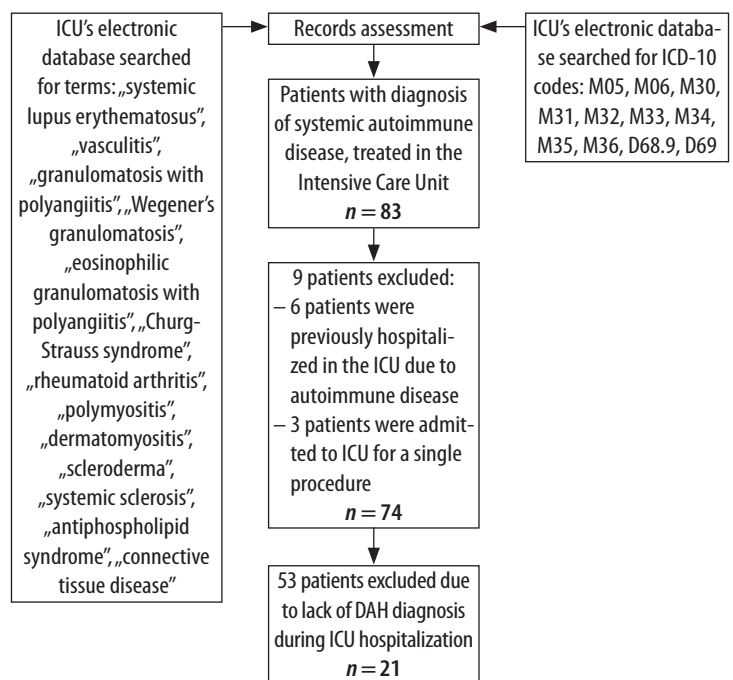 ICU's electronic
database searched
for terms: „systemic
lupus erythematosus",
„vasculitis",
„granulomatosis with
polyangiitis", „Wegener's
granulomatosis",
„eosinophilic
granulomatosis with
polyangiitis", „Churg-
Strauss syndrome",
„rheumatoid arthritis",
„polymyositis",
„dermatomyositis",
„scleroderma",
„systemic sclerosis",
„antiphospholipid
syndrome", „connective
tissue disease"
Records assessment
ICU's electronic databa-
se searched for ICD-10
codes: M05, M06, M30,
M31, M32, M33, M34,
M35, M36, D68.9, D69
Patients with diagnosis
of systemic autoimmune
disease, treated in the
Intensive Care Unit
n = 83
9 patients excluded:
– 6 patients were
previously hospitali-
zed in the ICU due to
autoimmune disease
– 3 patients were admit-
ted to ICU for a single
procedure
n = 74
53 patients excluded due
to lack of DAH diagnosis
during ICU hospitalization
n = 21